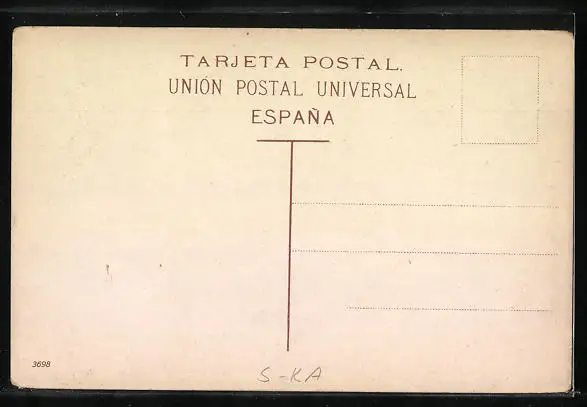 TARJETA POSTAL.
UNIÓN POSTAL UNIVERSAL
ESPAÑA
3698
S-KA